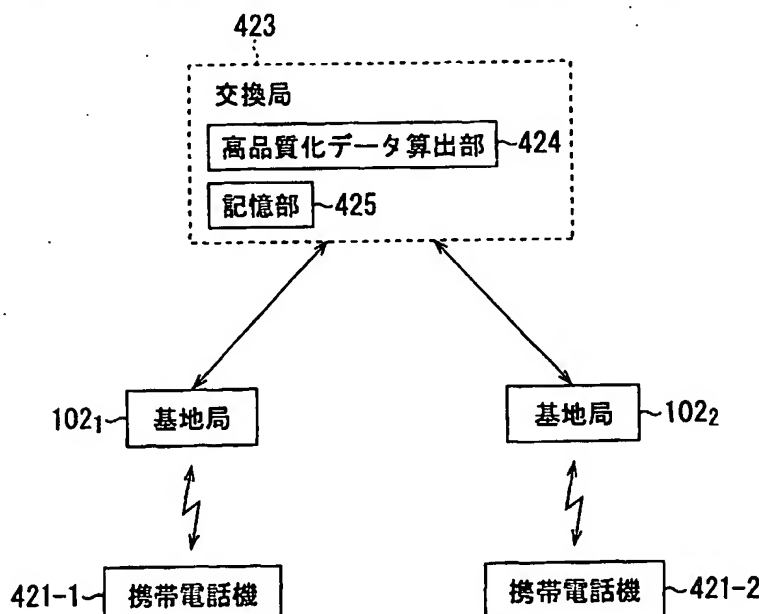 423
交換局
高品質化データ算出部 ~424
記憶部 ~425
102₁~ 基地局
基地局 ~102₂
421-1~ 携帯電話機
携帯電話機 ~421-2